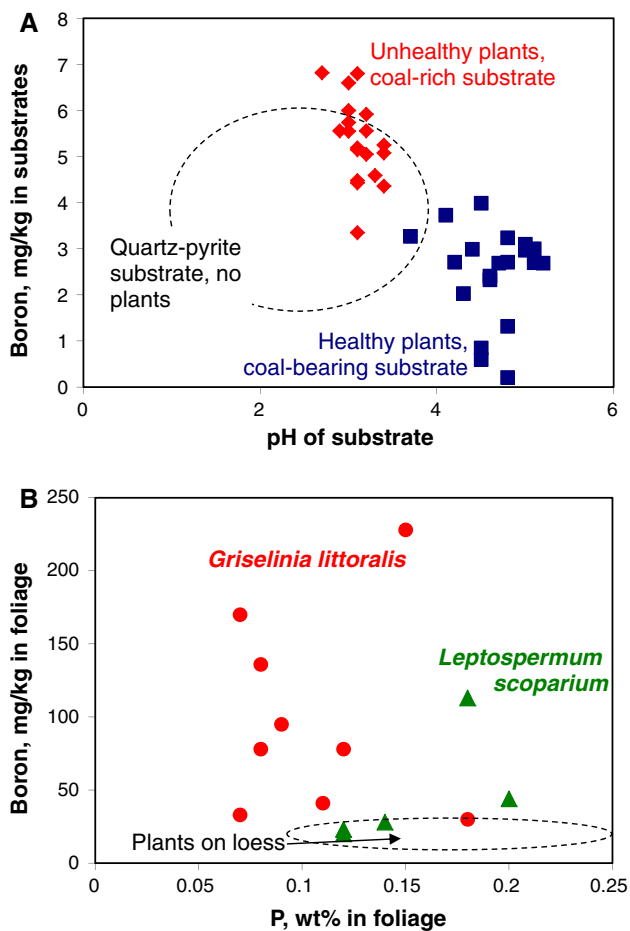 A
8
7
6
5
4
3
2
1
0
Boron, mg/kg in substrates
Unhealthy plants,
coal-rich substrate
Quartz-pyrite
substrate, no
plants
Healthy plants,
coal-bearing substrate
0 2 4 6
pH of substrate
B
250
200
150
100
50
0
Boron, mg/kg in foliage
Griselinia littoralis
Leptospermum
scoparium
Plants on loess
0 0.05 0.1 0.15 0.2 0.25
P, wt% in foliage